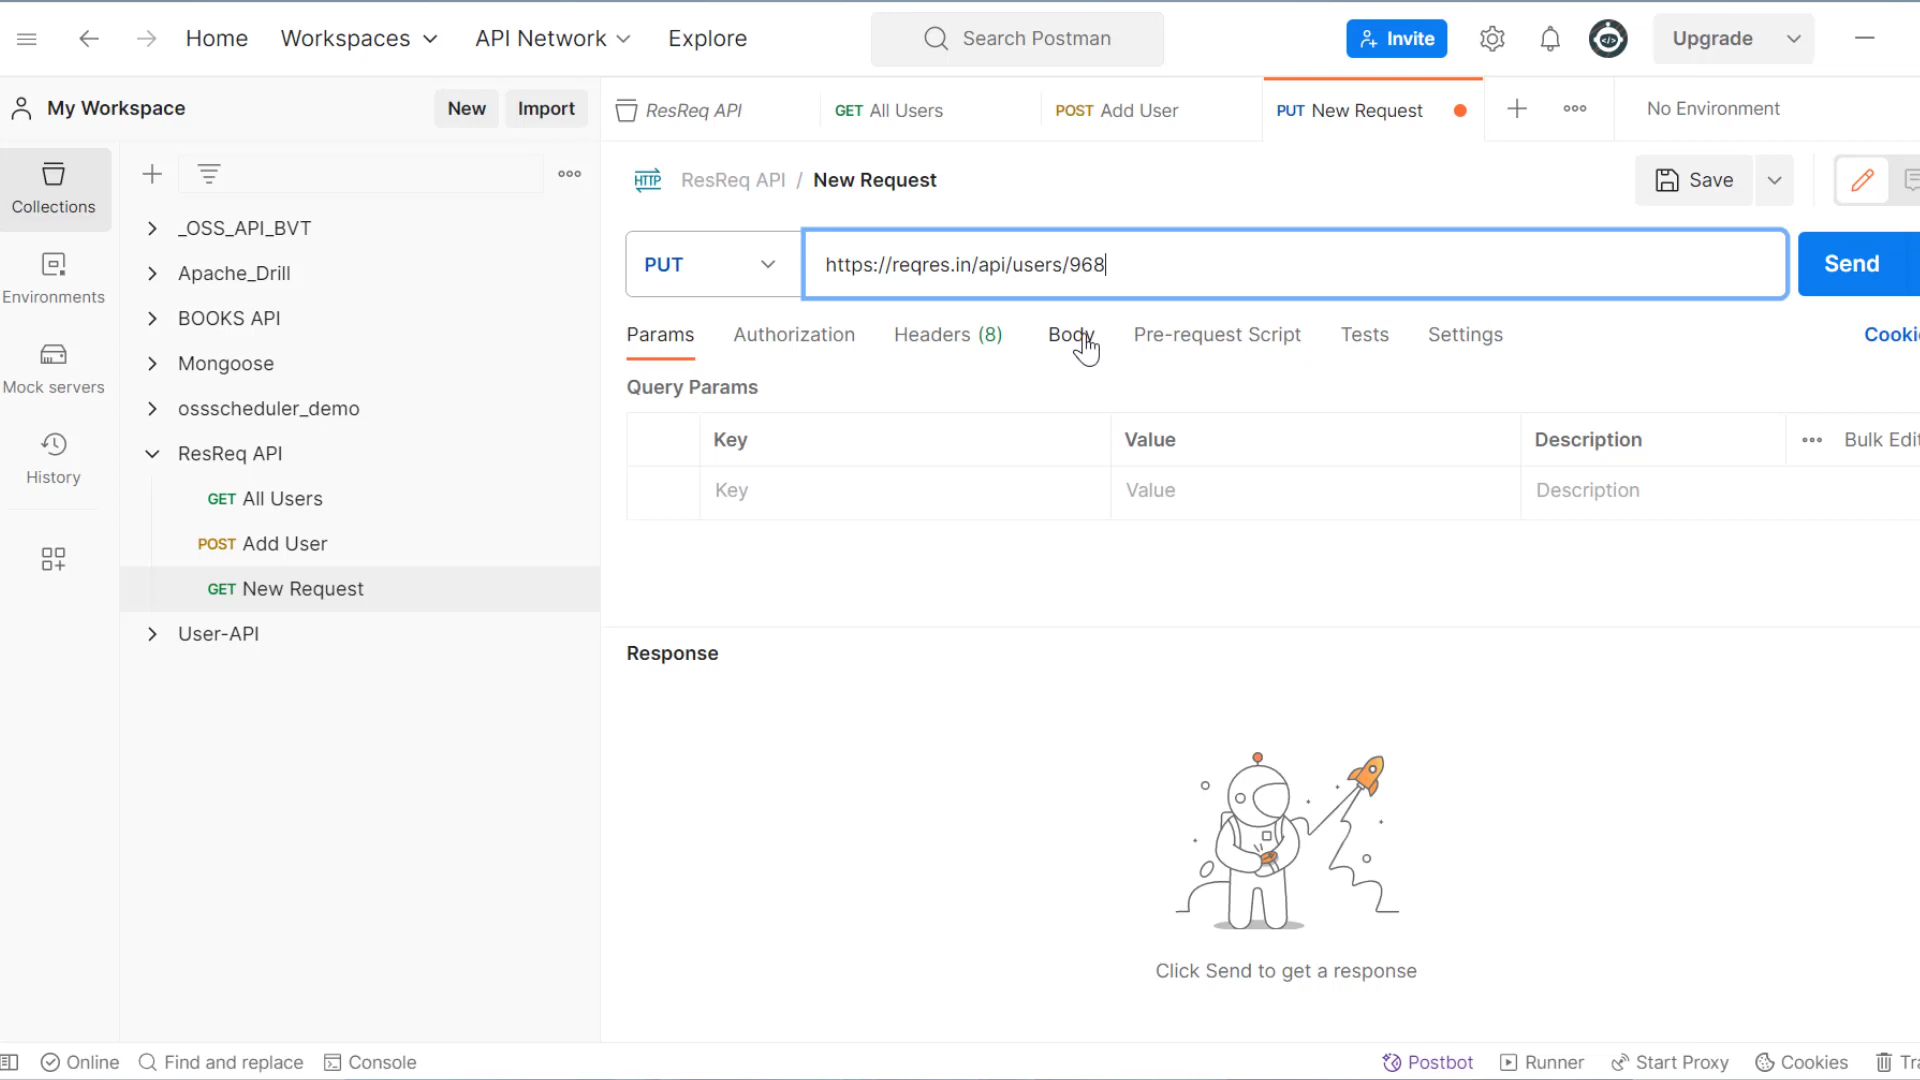 Home Workspaces API Network Explore Search Postman Invite Upgrade
My Workspace New Import ResReq API GET All Users POST Add User PUT New Request No Environment
Collections
Environments
Mock servers
History
_OSS_API_BVT
Apache_Drill
BOOKS API
Mongoose
ossscheduler_demo
ResReq API
GET All Users
POST Add User
GET New Request
User-API
HTTP ResReq API / New Request Save
PUT https://reqres.in/api/users/968 Send
Params Authorization Headers (8) Body Pre-request Script Tests Settings Cooki
Query Params
Key Value Description Bulk Edit
Key Value Description
Response
Click Send to get a response
Online Find and replace Console Postbot Runner Start Proxy Cookies Tra